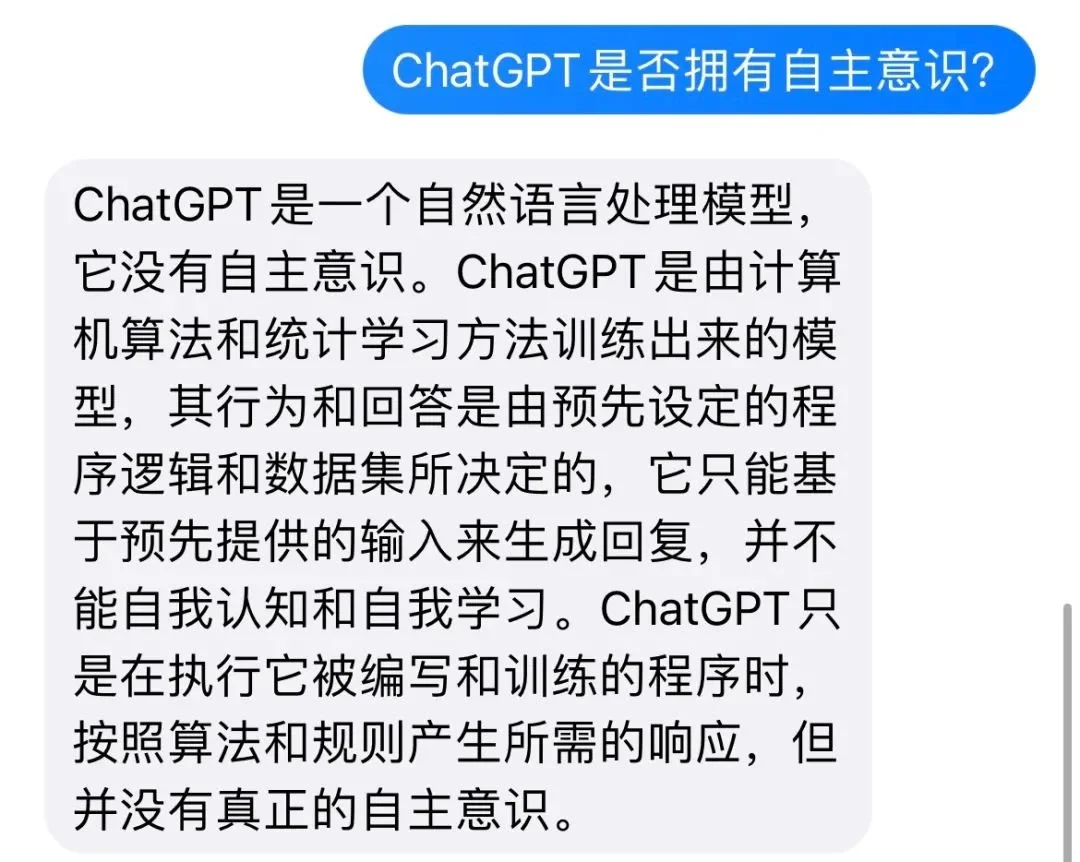 ChatGPT是否拥有自主意识？
ChatGPT是一个自然语言处理模型，
它没有自主意识。ChatGPT是由计算
机算法和统计学习方法训练出来的模
型，其行为和回答是由预先设定的程
序逻辑和数据集所决定的，它只能基
于预先提供的输入来生成回复，并不
能自我认知和自我学习。ChatGPT只
是在执行它被编写和训练的程序时，
按照算法和规则产生所需的响应，但
并没有真正的自主意识。